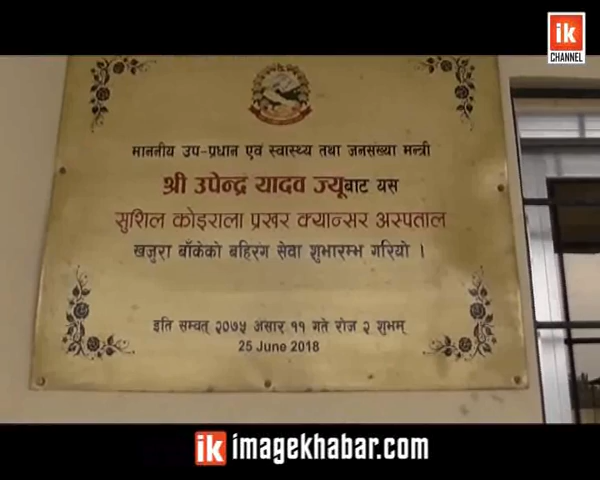 ik
CHANNEL
माननीय उप-प्रधान एवं स्वास्थ्य तथा जनसंख्या मन्त्री
श्री उपेन्द्र यादव ज्यूबाट यस
सुशिल कोइराला प्रखर क्यान्सर अस्पताल
खजुरा बाँकेको बहिरंग सेवा शुभारम्भ गरियो ।
इति सम्वत् २०७५ असार ११ गते रोज २ शुभम्
25 June 2018
ik imagekhabar.com